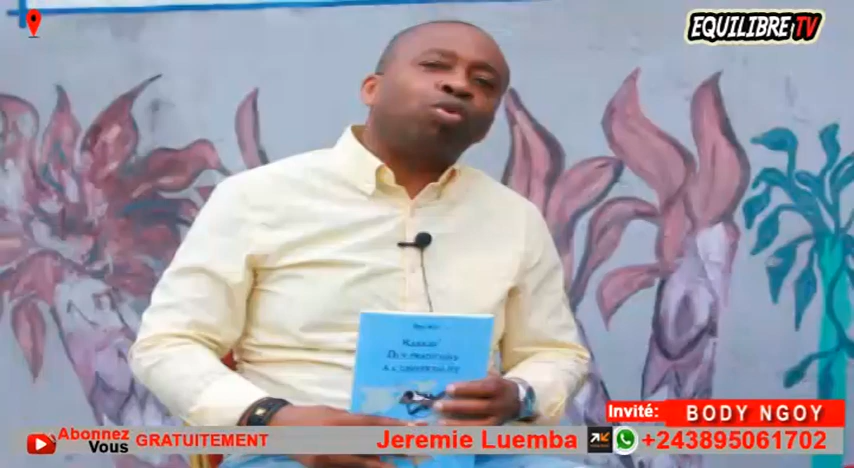 EQUILIBRE TV
Invité: BODY NGOY
Abonnez
Vous
GRATUITEMENT
Jeremie Luemba
+243895061702